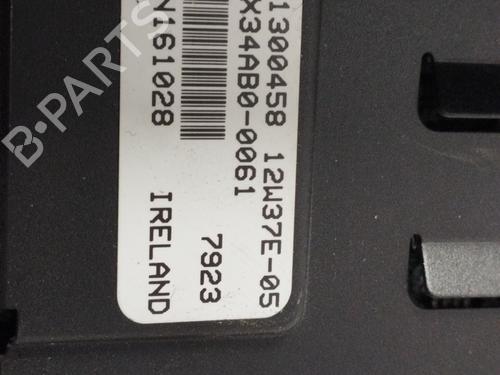 1300458 12W37E-05
X34AB0-0061
7923
N161028 IRELAND
B-PARTS